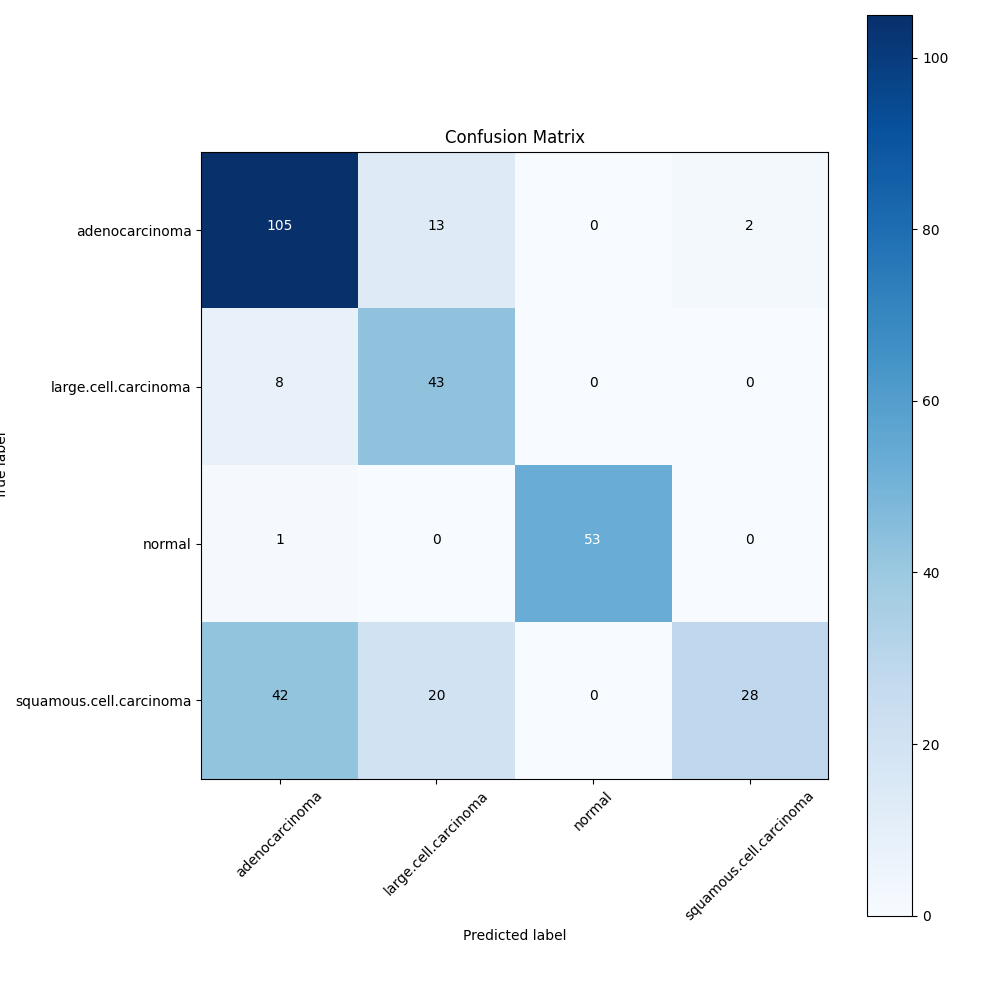 Confusion Matrix
adenocarcinoma 105 13 0 2
large.cell.carcinoma 8 43 0 0
normal 1 0 53 0
squamous.cell.carcinoma 42 20 0 28
adenocarcinoma large.cell.carcinoma normal squamous.cell.carcinoma
Predicted label
100
80
60
40
20
0